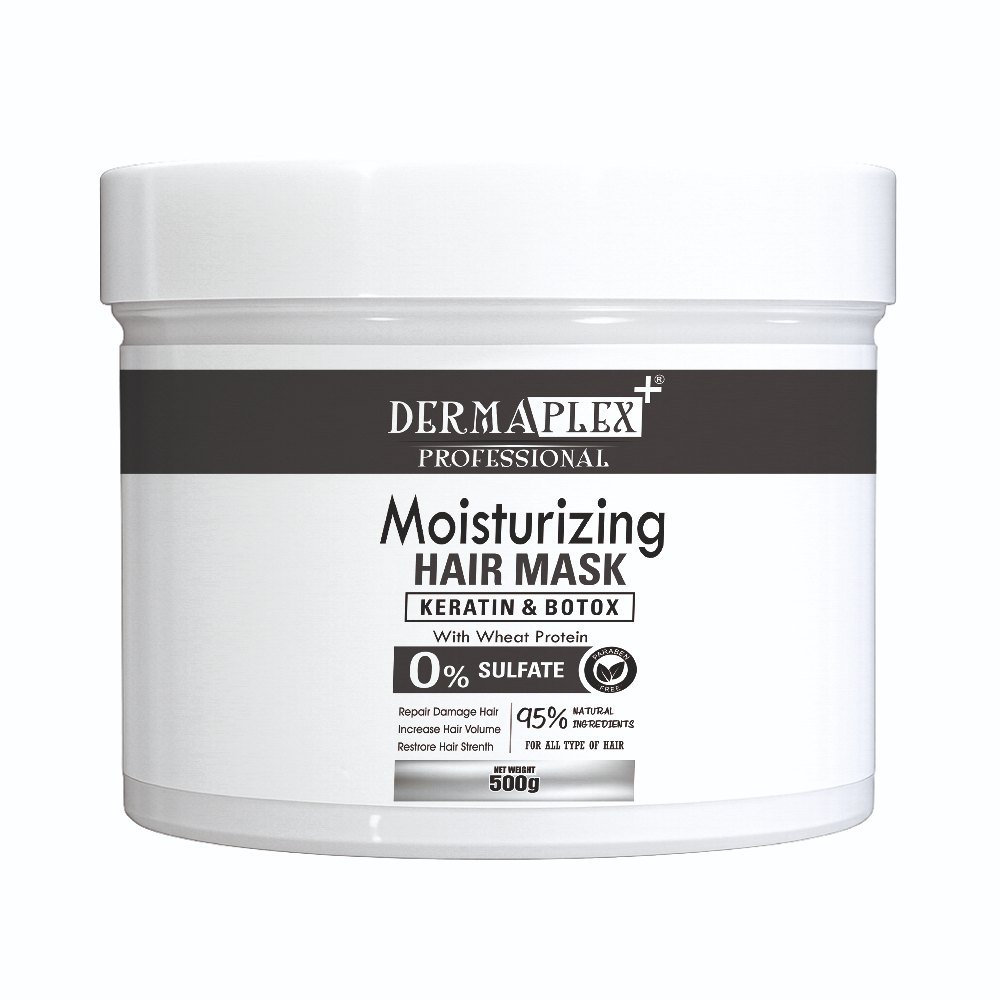 DERMAPLEX+®
PROFESSIONAL
Moisturizing
HAIR MASK
KERATIN & BOTOX
With Wheat Protein
0% SULFATE
PARABEN
FREE
Repair Damage Hair
Increase Hair Volume
Restore Hair Strenth
95% NATURAL
INGREDIENTS
FOR ALL TYPE OF HAIR
NET WEIGHT
500g